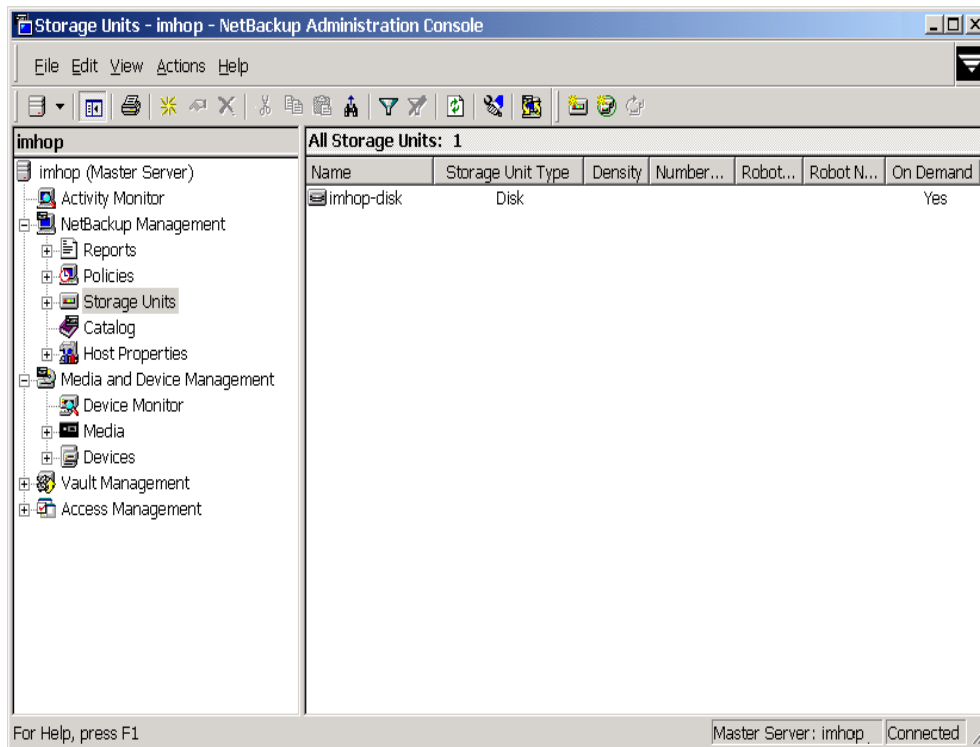 Storage Units - imhop - NetBackup Administration Console
File Edit View Actions Help
imhop
All Storage Units: 1
imhop (Master Server)
Name Storage Unit Type Density Number... Robot... Robot N... On Demand
Activity Monitor
imhop-disk Disk Yes
NetBackup Management
Reports
Policies
Storage Units
Catalog
Host Properties
Media and Device Management
Device Monitor
Media
Devices
Vault Management
Access Management
For Help, press F1
Master Server: imhop Connected